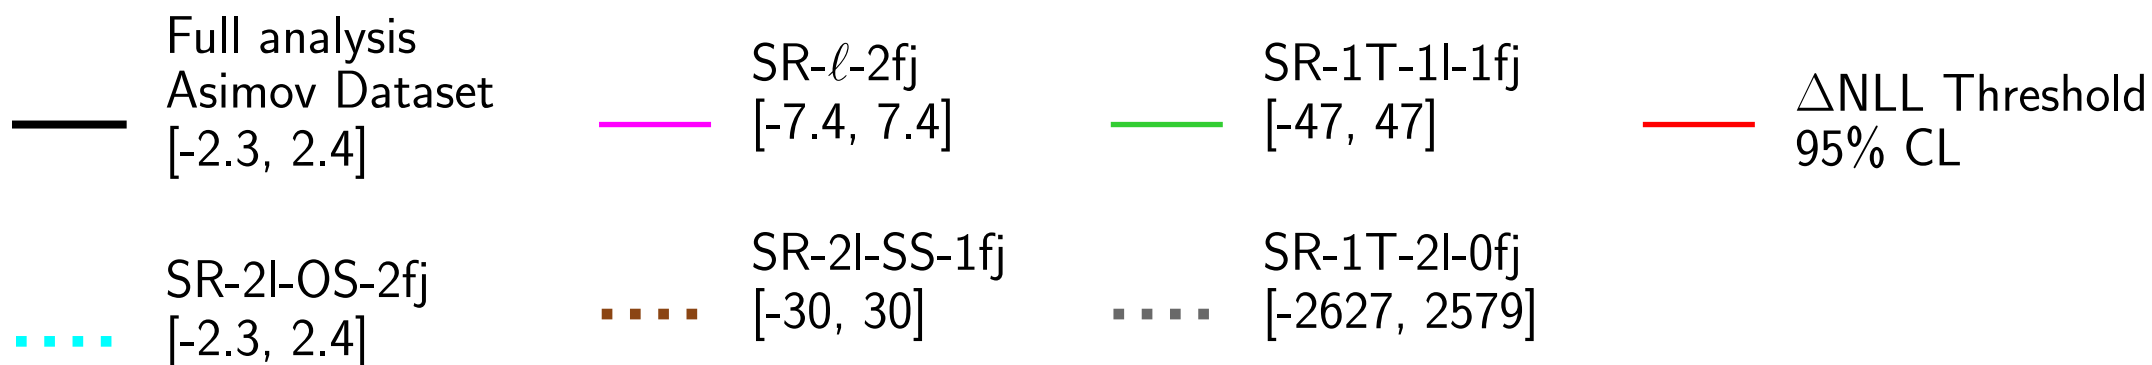 Full analysis
Asimov Dataset
[-2.3, 2.4]
SR-ℓ-2fj
[-7.4, 7.4]
SR-1T-1l-1fj
[-47, 47]
ΔNLL Threshold
95% CL
SR-2l-OS-2fj
[-2.3, 2.4]
SR-2l-SS-1fj
[-30, 30]
SR-1T-2l-0fj
[-2627, 2579]